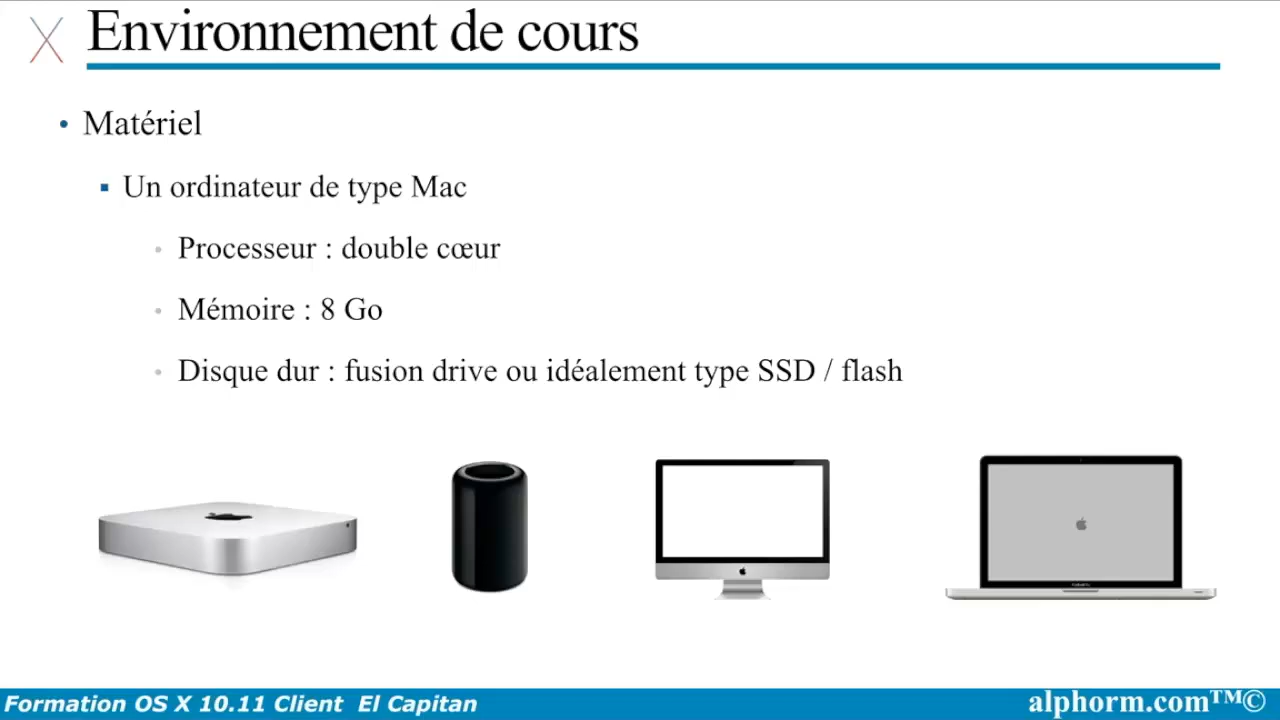 Environnement de cours
• Matériel
▪ Un ordinateur de type Mac
• Processeur : double cœur
• Mémoire : 8 Go
• Disque dur : fusion drive ou idéalement type SSD / flash
Formation OS X 10.11 Client El Capitan
alphorm.com™©